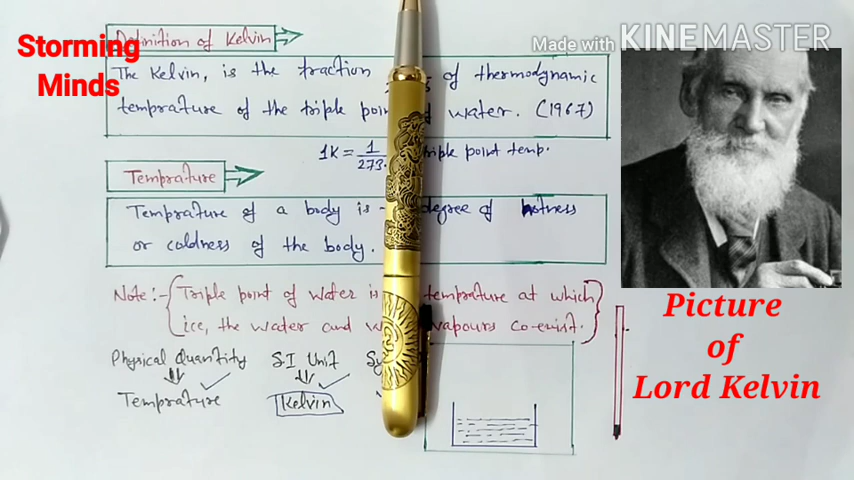 Storming
Minds
Made with KINEMASTER
Definition of Kelvin
The Kelvin, is the fraction of thermodynamic
temprature of the triple point of water. (1967)
1K = 1/273. triple point temp.
Temprature
Temprature of a body is degree of hotness
or coldness of the body.
Note:- Triple point of water is temprature at which
ice, the water and vapours co-exist.
Physical Quantity SI Unit
Temprature Kelvin
Picture
of
Lord Kelvin